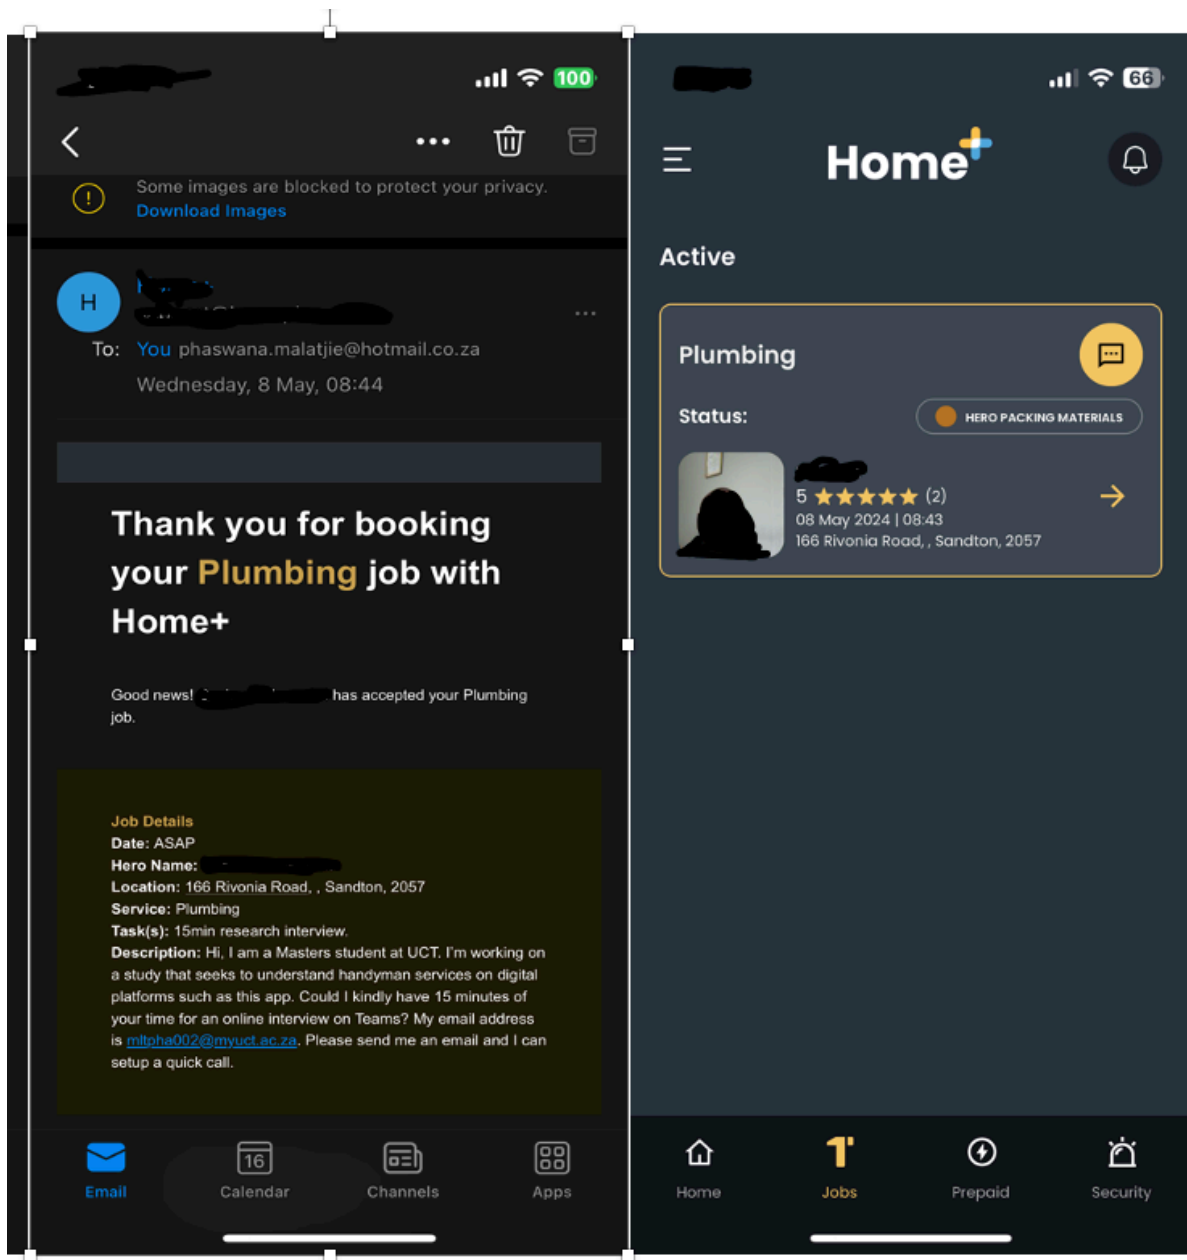 100
Some images are blocked to protect your privacy.
Download Images
H
To: You phaswana.malatjie@hotmail.co.za
Wednesday, 8 May, 08:44
Thank you for booking
your Plumbing job with
Home+
Good news! has accepted your Plumbing
job.
Job Details
Date: ASAP
Hero Name:
Location: 166 Rivonia Road, , Sandton, 2057
Service: Plumbing
Task(s): 15min research interview.
Description: Hi, I am a Masters student at UCT. I'm working on
a study that seeks to understand handyman services on digital
platforms such as this app. Could I kindly have 15 minutes of
your time for an online interview on Teams? My email address
is mltpha002@myuct.ac.za. Please send me an email and I can
setup a quick call.
16
Email Calendar Channels Apps
66
Home+
Active
Plumbing
Status: HERO PACKING MATERIALS
5 (2)
08 May 2024 | 08:43
166 Rivonia Road, , Sandton, 2057
Home Jobs Prepaid Security